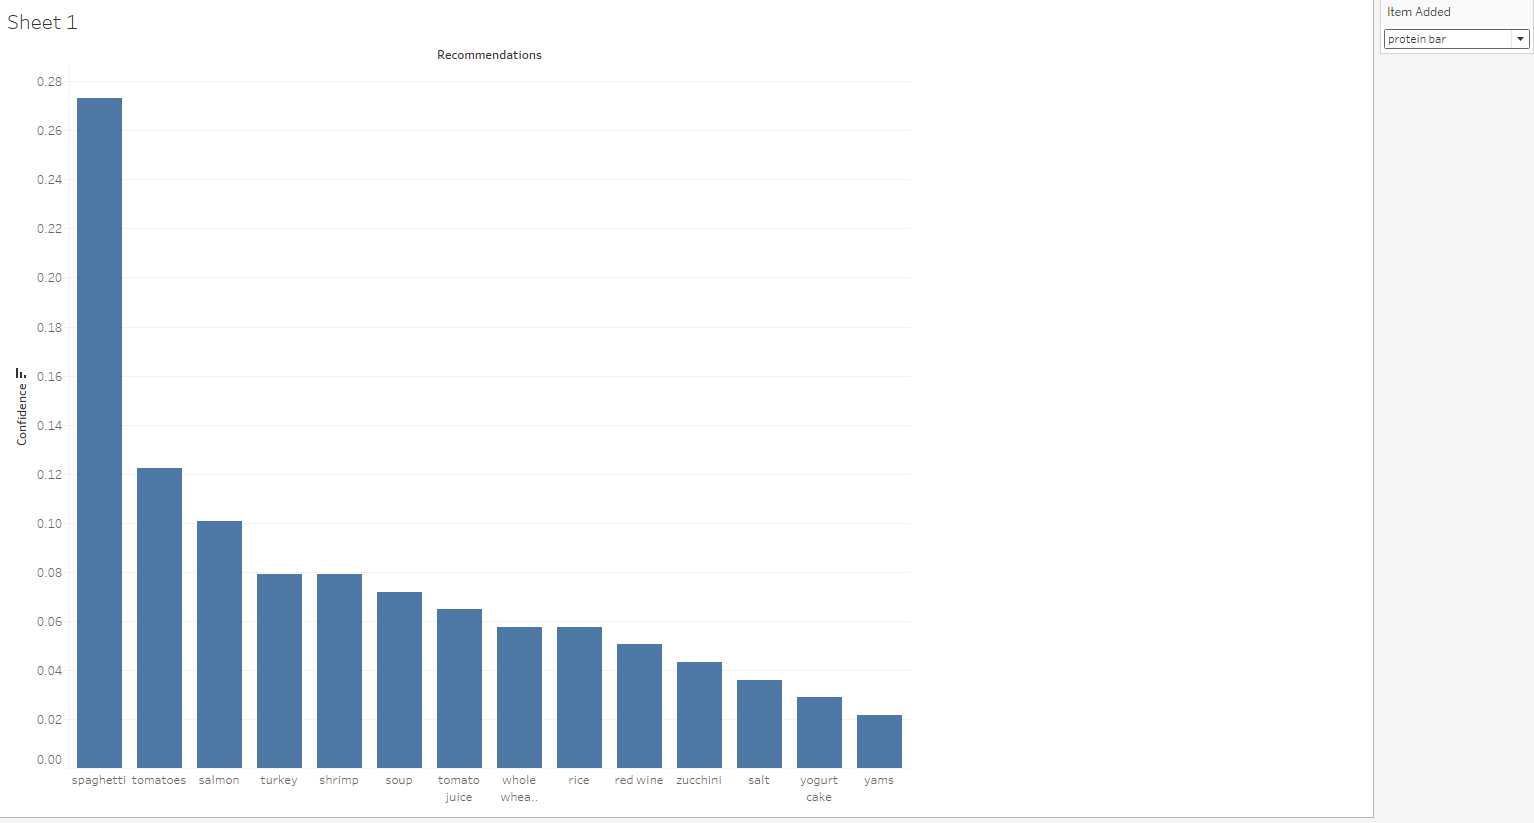 Sheet 1
Item Added
protein bar
Recommendations
0.28
0.26
0.24
0.22
0.20
0.18
0.16
0.14
0.12
0.10
0.08
0.06
0.04
0.02
0.00
Confidence
spaghetti tomatoes salmon turkey shrimp soup tomato whole rice red wine zucchini salt yogurt yams
juice whea.. cake